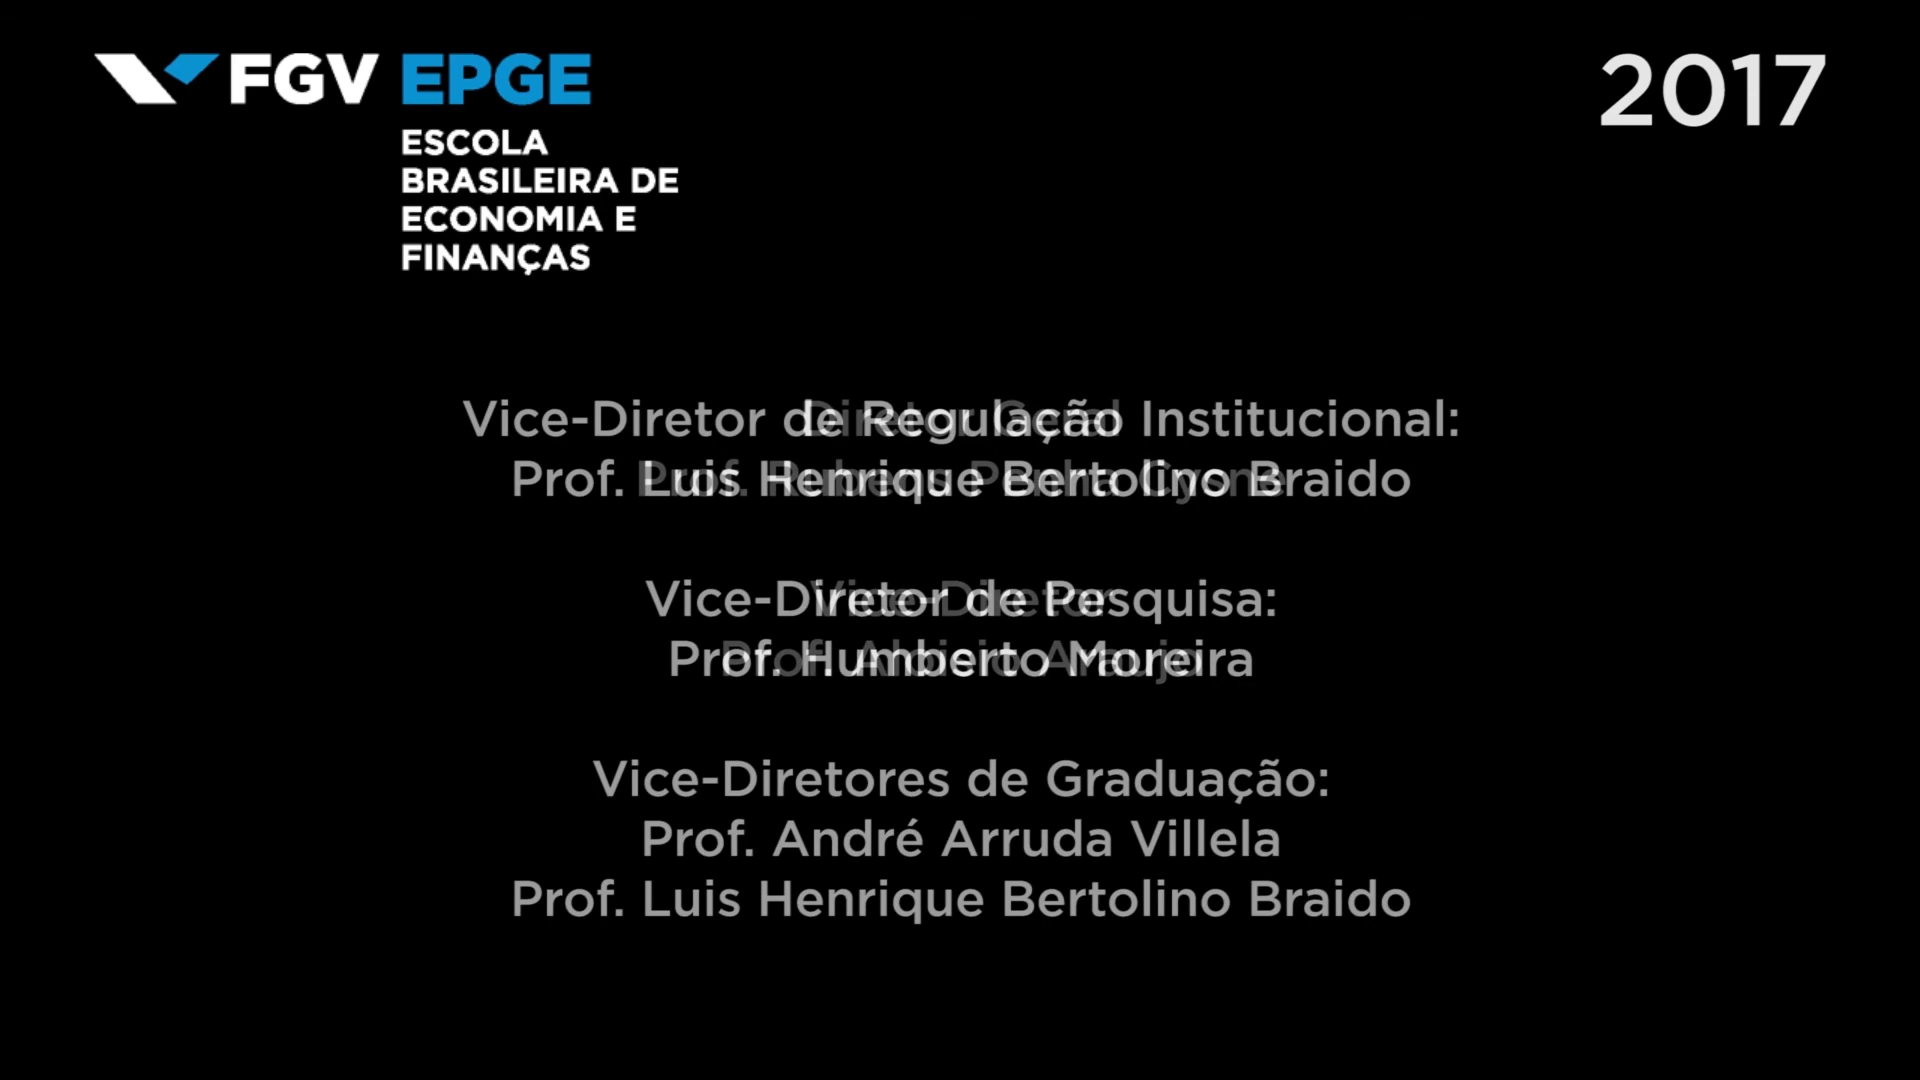 FGV EPGE
2017
ESCOLA
BRASILEIRA DE
ECONOMIA E
FINANÇAS
Vice-Diretor de Regulação Institucional:
Prof. Luis Henrique Bertolino Braido
Vice-Diretor de Pesquisa:
Prof. Humberto Moreira
Vice-Diretores de Graduação:
Prof. André Arruda Villela
Prof. Luis Henrique Bertolino Braido